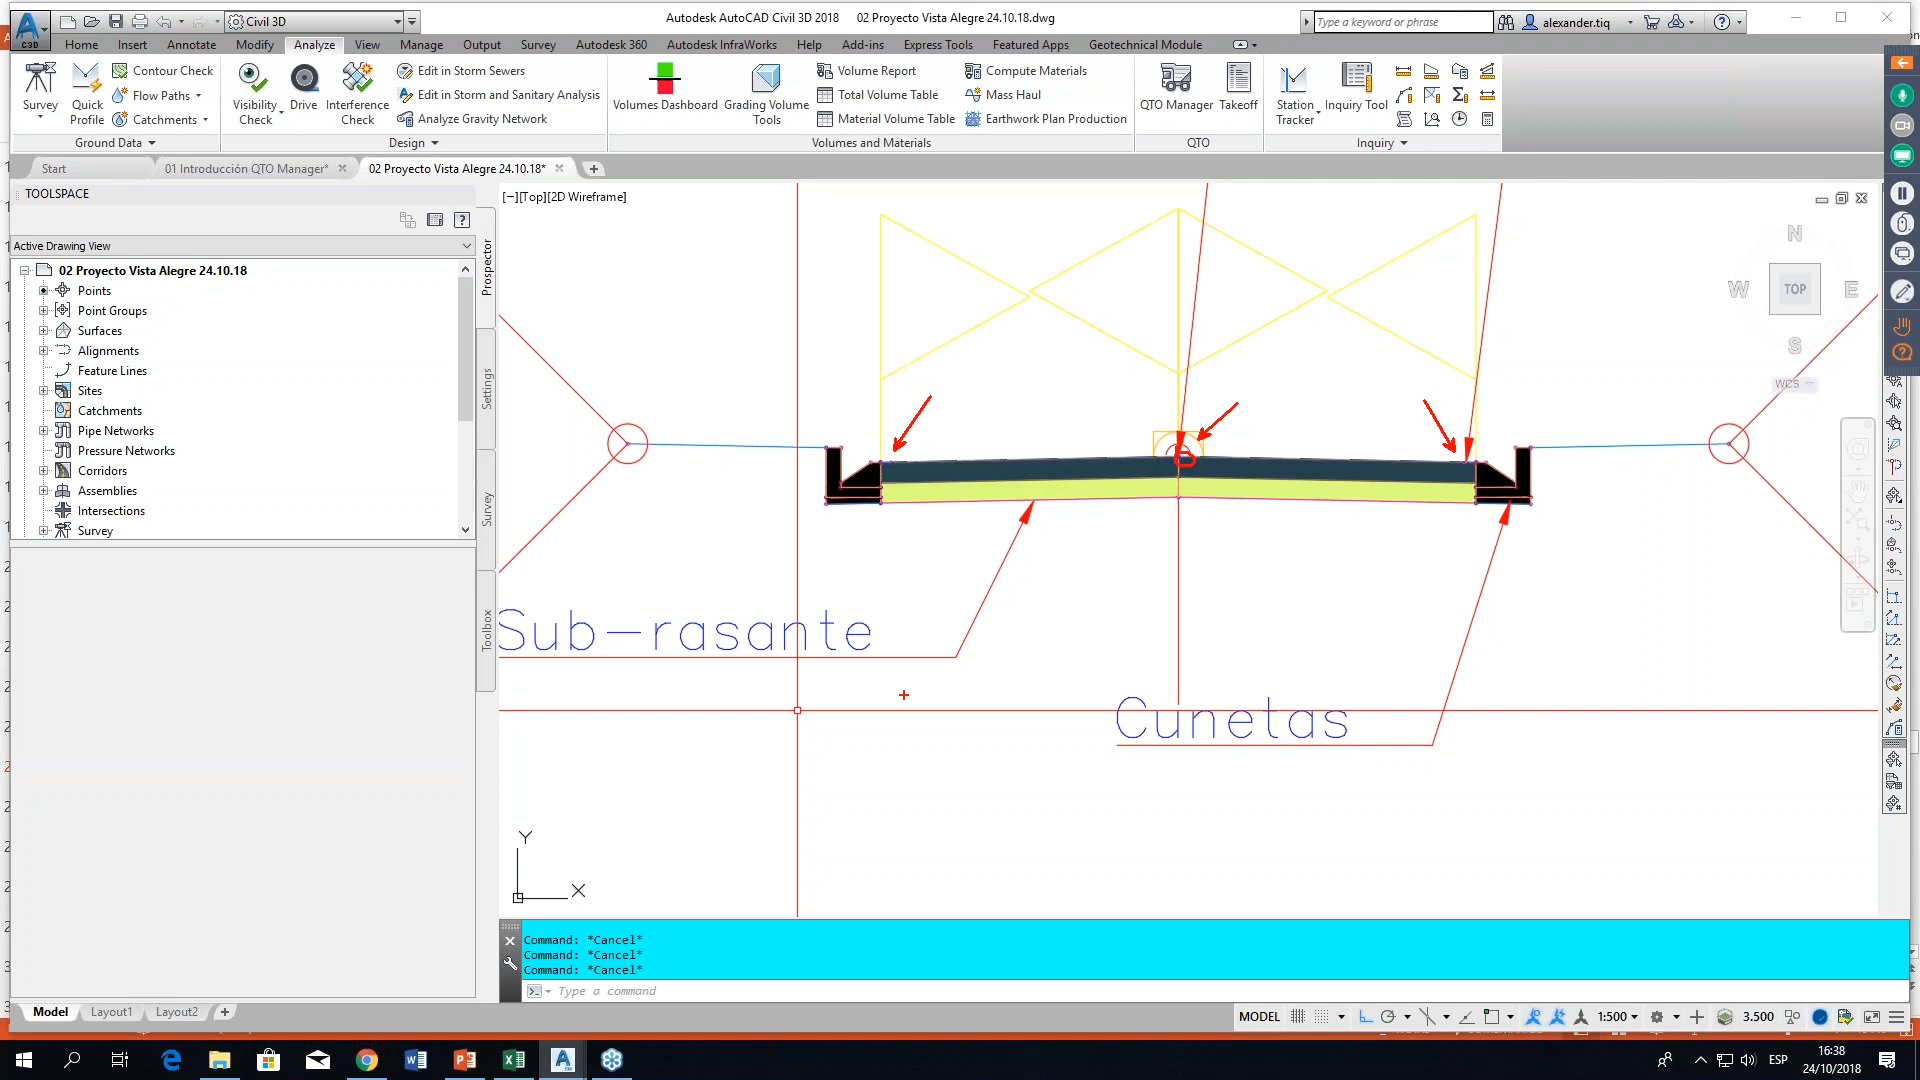 Civil 3D
Autodesk AutoCAD Civil 3D 2018 02 Proyecto Vista Alegre 24.10.18.dwg
Type a keyword or phrase
alexander.tiq
C3D
Home Insert Annotate Modify Analyze View Manage Output Survey Autodesk 360 Autodesk InfraWorks Help Add-ins Express Tools Featured Apps Geotechnical Module
Survey
Quick Profile
Contour Check
Flow Paths
Catchments
Ground Data
Visibility Check
Drive
Interference Check
Edit in Storm Sewers
Edit in Storm and Sanitary Analysis
Analyze Gravity Network
Design
Volumes Dashboard
Grading Volume Tools
Volume Report
Total Volume Table
Material Volume Table
Compute Materials
Mass Haul
Earthwork Plan Production
Volumes and Materials
QTO Manager
Takeoff
QTO
Station Tracker
Inquiry Tool
Inquiry
Start
01 Introducción QTO Manager*
02 Proyecto Vista Alegre 24.10.18*
TOOLSPACE
Active Drawing View
02 Proyecto Vista Alegre 24.10.18
Points
Point Groups
Surfaces
Alignments
Feature Lines
Sites
Catchments
Pipe Networks
Pressure Networks
Corridors
Assemblies
Intersections
Survey
Prospector
Settings
Survey
Toolbox
[−][Top][2D Wireframe]
N
W TOP E
S
WCS
Sub-rasante
Cunetas
Y
X
Command: *Cancel*
Command: *Cancel*
Command: *Cancel*
Type a command
Model Layout1 Layout2
MODEL 1:500 3.500
ESP
16:38
24/10/2018